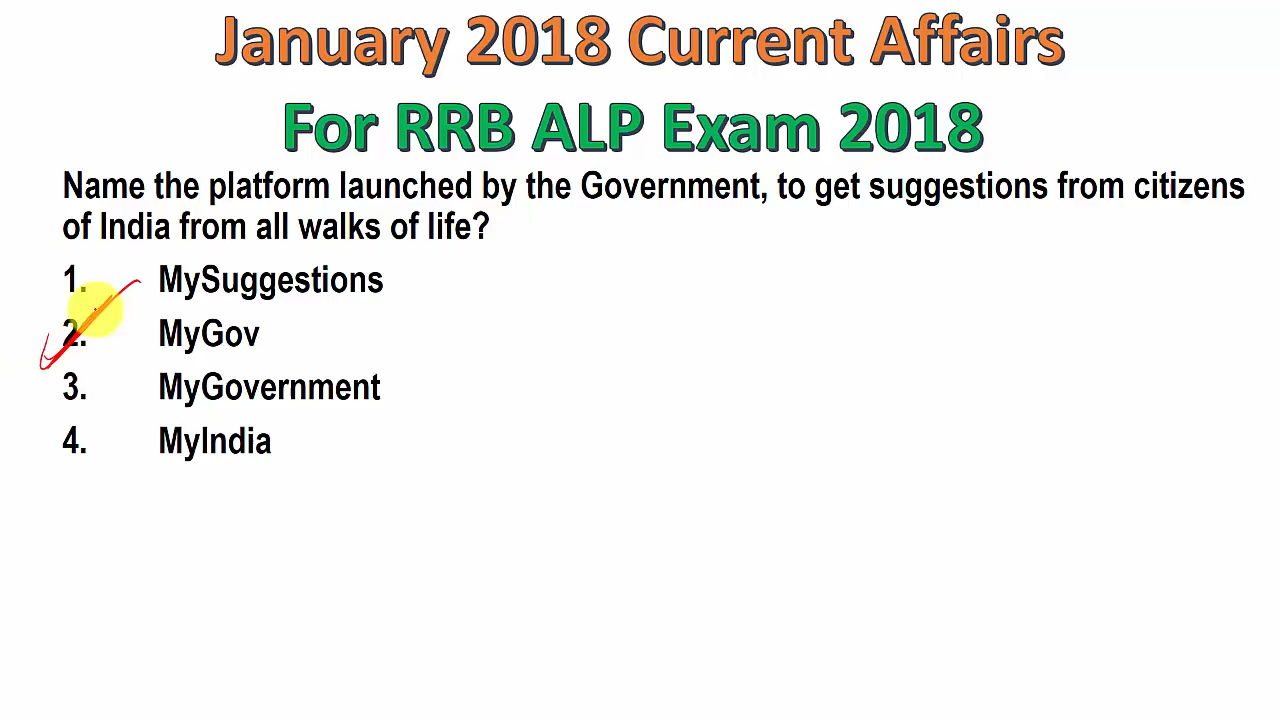 January 2018 Current Affairs
For RRB ALP Exam 2018
Name the platform launched by the Government, to get suggestions from citizens
of India from all walks of life?
1. MySuggestions
2. MyGov
3. MyGovernment
4. MyIndia